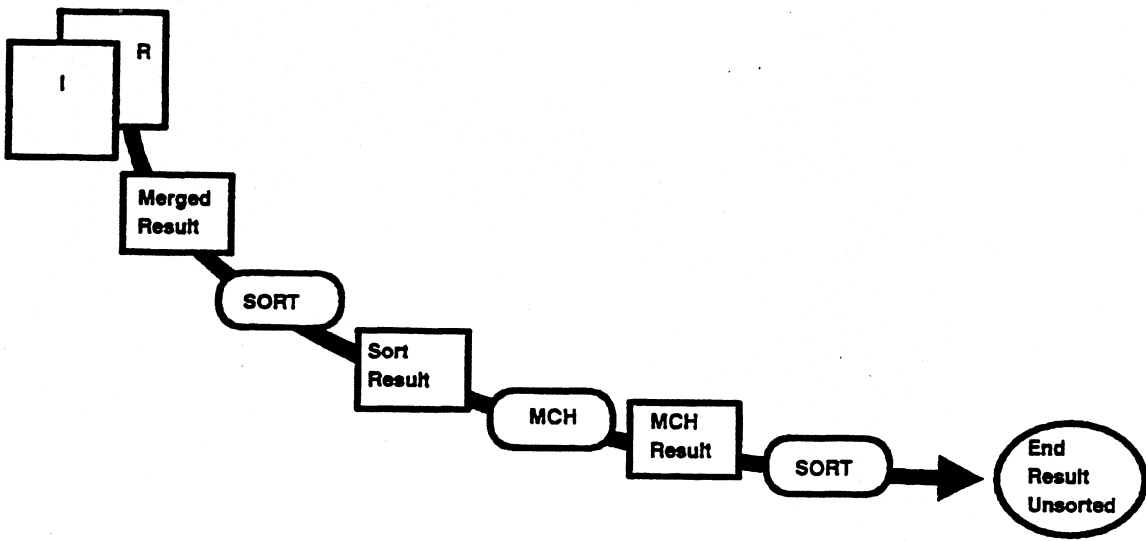 R
I
Merged
Result
SORT
Sort
Result
MCH
MCH
Result
SORT
End
Result
Unsorted